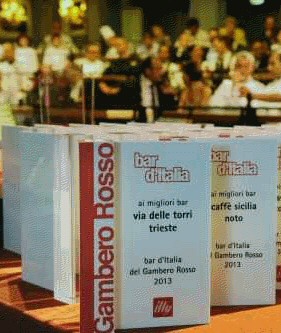 Gambero Rosso
bar
d'Italia
ai migliori bar
via delle torri
trieste
bar d'Italia
del Gambero Rosso
2013
illy
bar
d'Italia
ai migliori bar
caffè sicilia
noto
bar d'Italia
l Gambero Rosso
2013